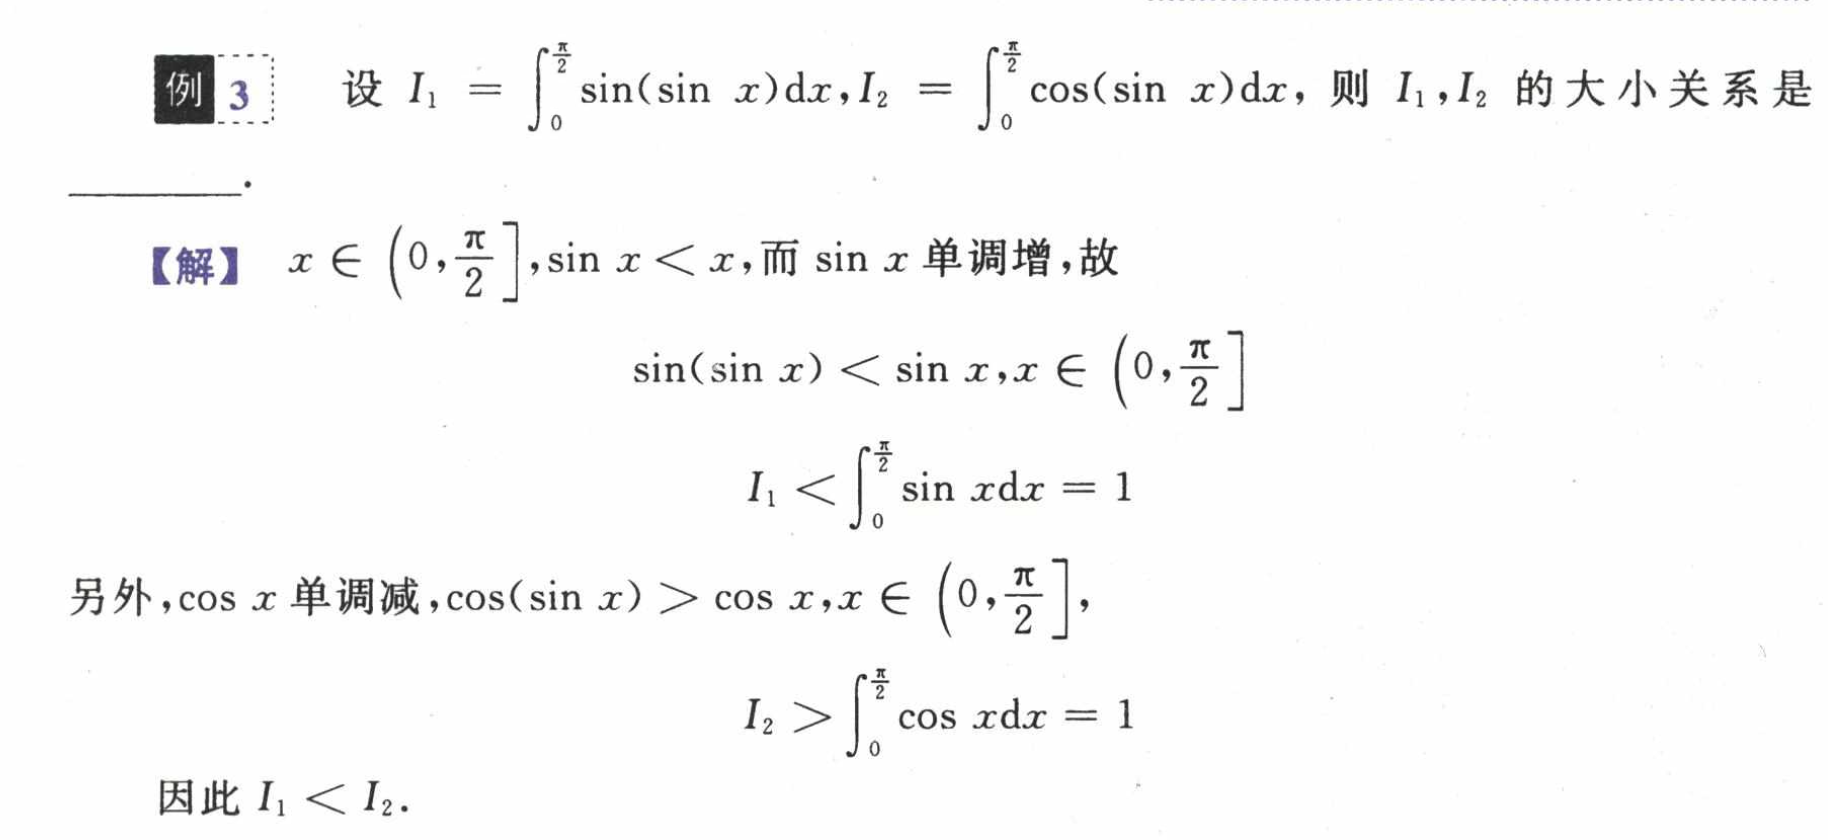 例 3 设 I₁ = ∫₀^{π/2} sin(sin x)dx, I₂ = ∫₀^{π/2} cos(sin x)dx, 则 I₁, I₂ 的大小关系是
________.
【解】 x ∈ (0, π/2], sin x < x, 而 sin x 单调增, 故
sin(sin x) < sin x, x ∈ (0, π/2]
I₁ < ∫₀^{π/2} sin xdx = 1
另外, cos x 单调减, cos(sin x) > cos x, x ∈ (0, π/2],
I₂ > ∫₀^{π/2} cos xdx = 1
因此 I₁ < I₂.